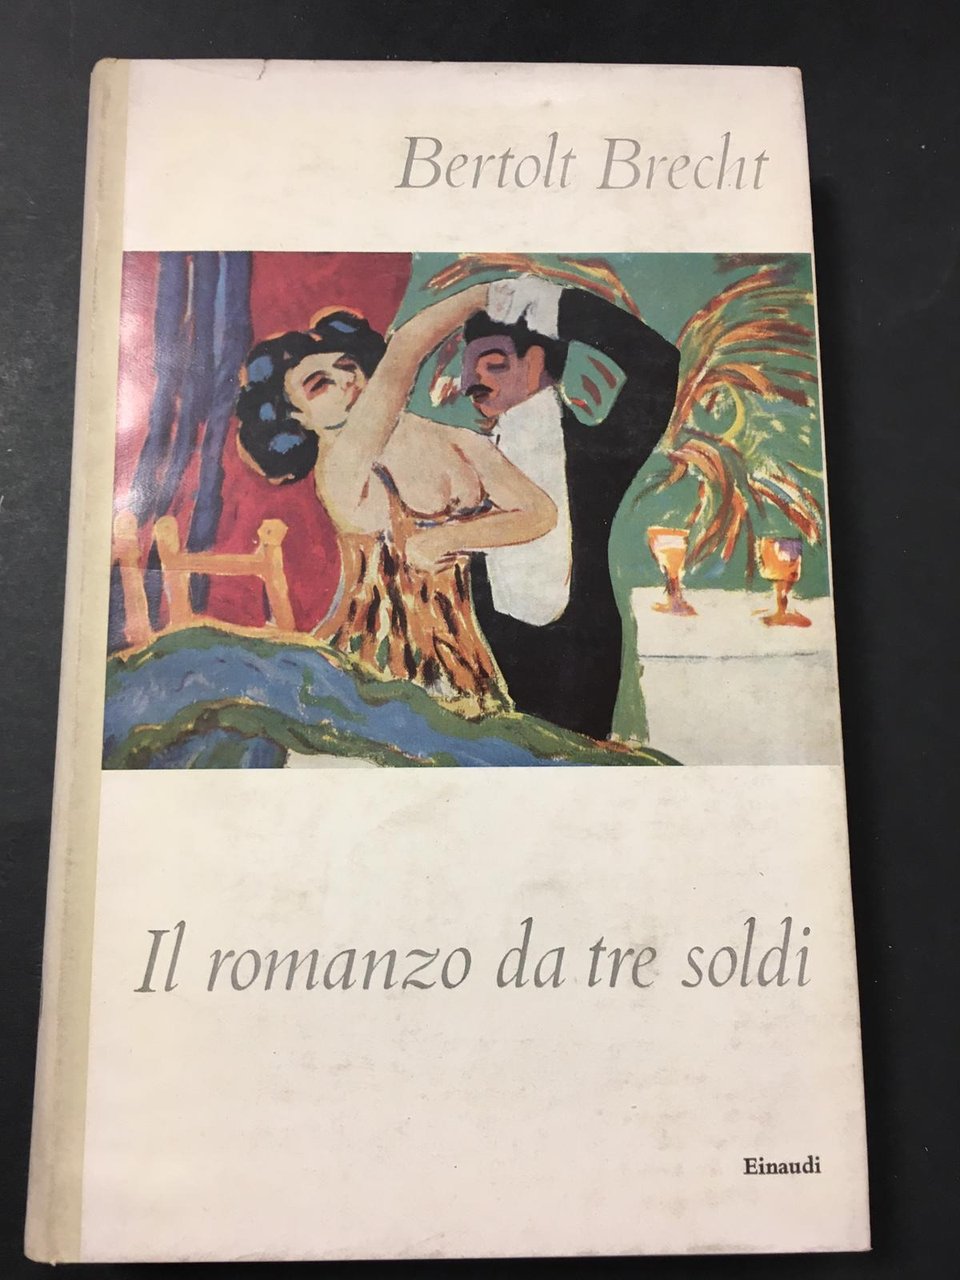 Bertolt Brecht
Il romanzo da tre soldi
Einaudi